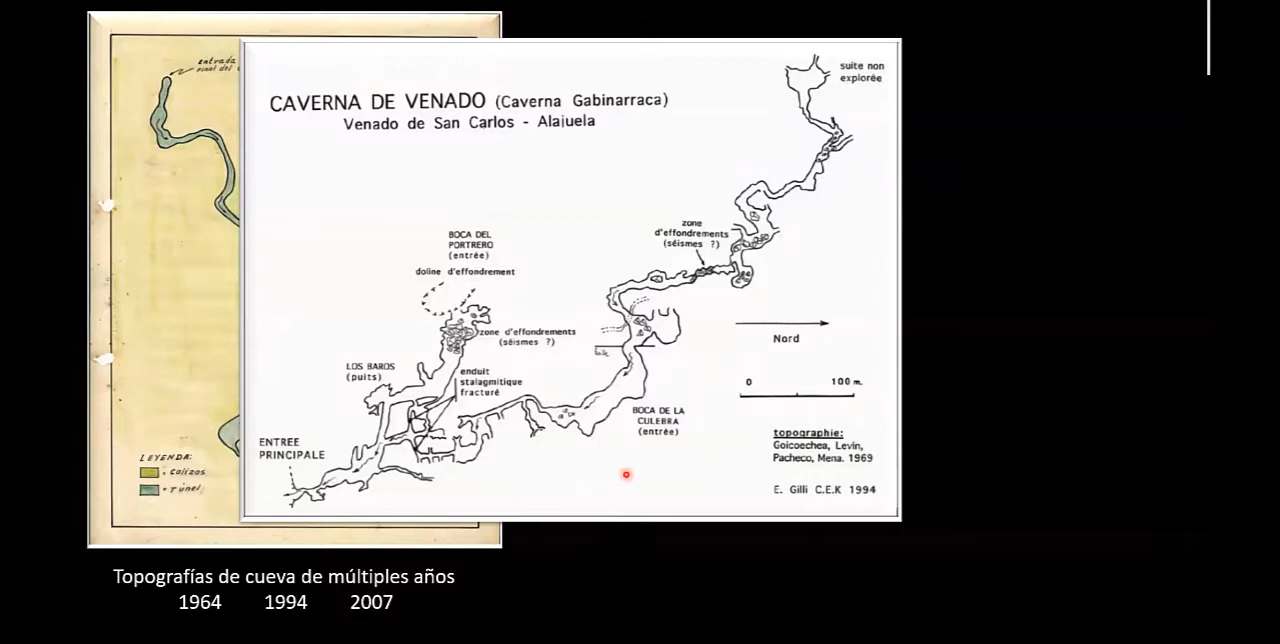 entrada
CAVERNA DE VENADO (Caverna Gabinarraca)
Venado de San Carlos - Alajuela
suite non
explorée
zone
d'effondrements
(séismes ?)
BOCA DEL
PORTRERO
(entrée)
doline d'effondrement
zone d'effondrements
(séismes ?)
Nord
LOS BAROS
(puits)
enduit
stalagmitique
fracturé
0 100 m.
BOCA DE LA
CULEBRA
(entrée)
ENTREE
PRINCIPALE
topographie:
Goicoechea, Levin,
Pacheco, Mena. 1969
E. Gilli C.E.K 1994
LEYENDA:
= Calizas
= Túnel
Topografías de cueva de múltiples años
1964 1994 2007